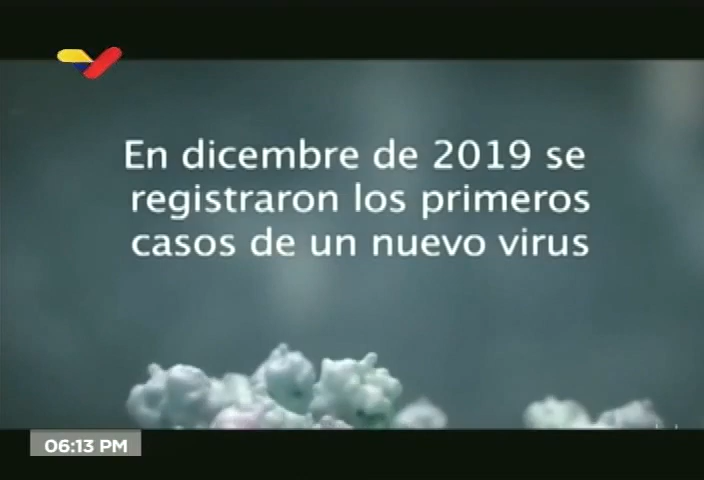 En dicembre de 2019 se
registraron los primeros
casos de un nuevo virus
06:13 PM